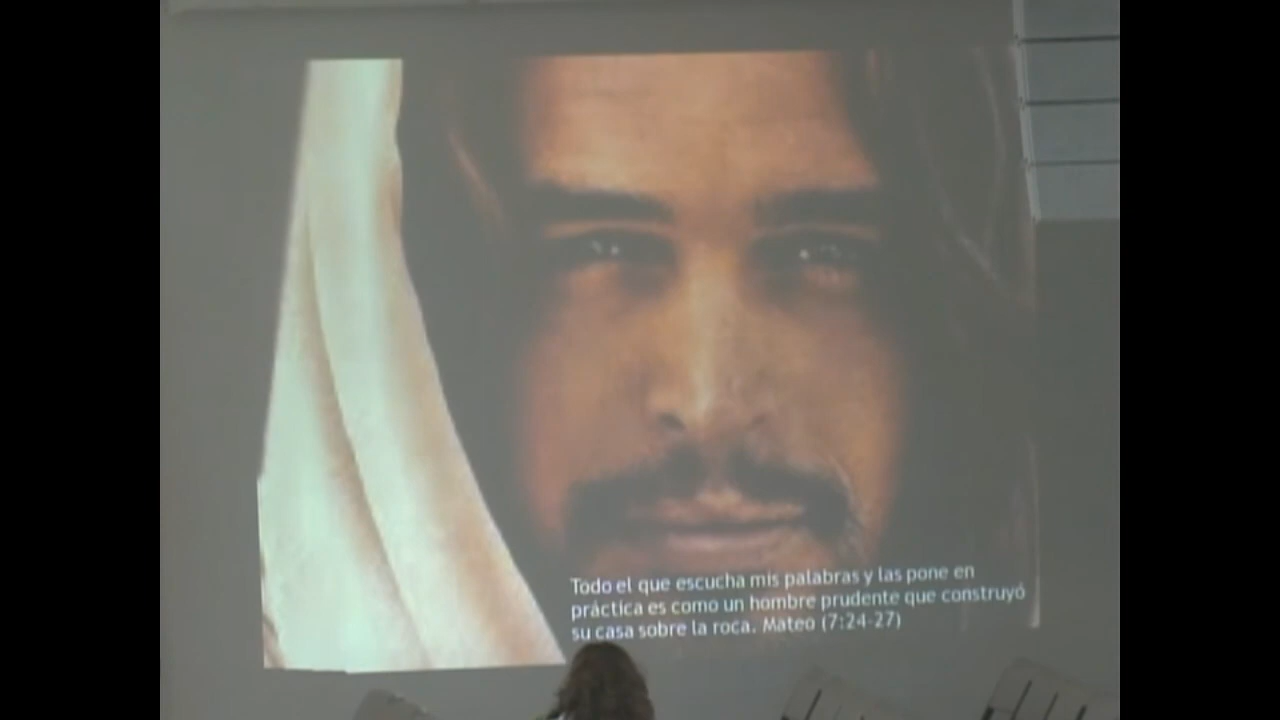 Todo el que escucha mis palabras y las pone en
práctica es como un hombre prudente que construyó
su casa sobre la roca. Mateo (7:24-27)